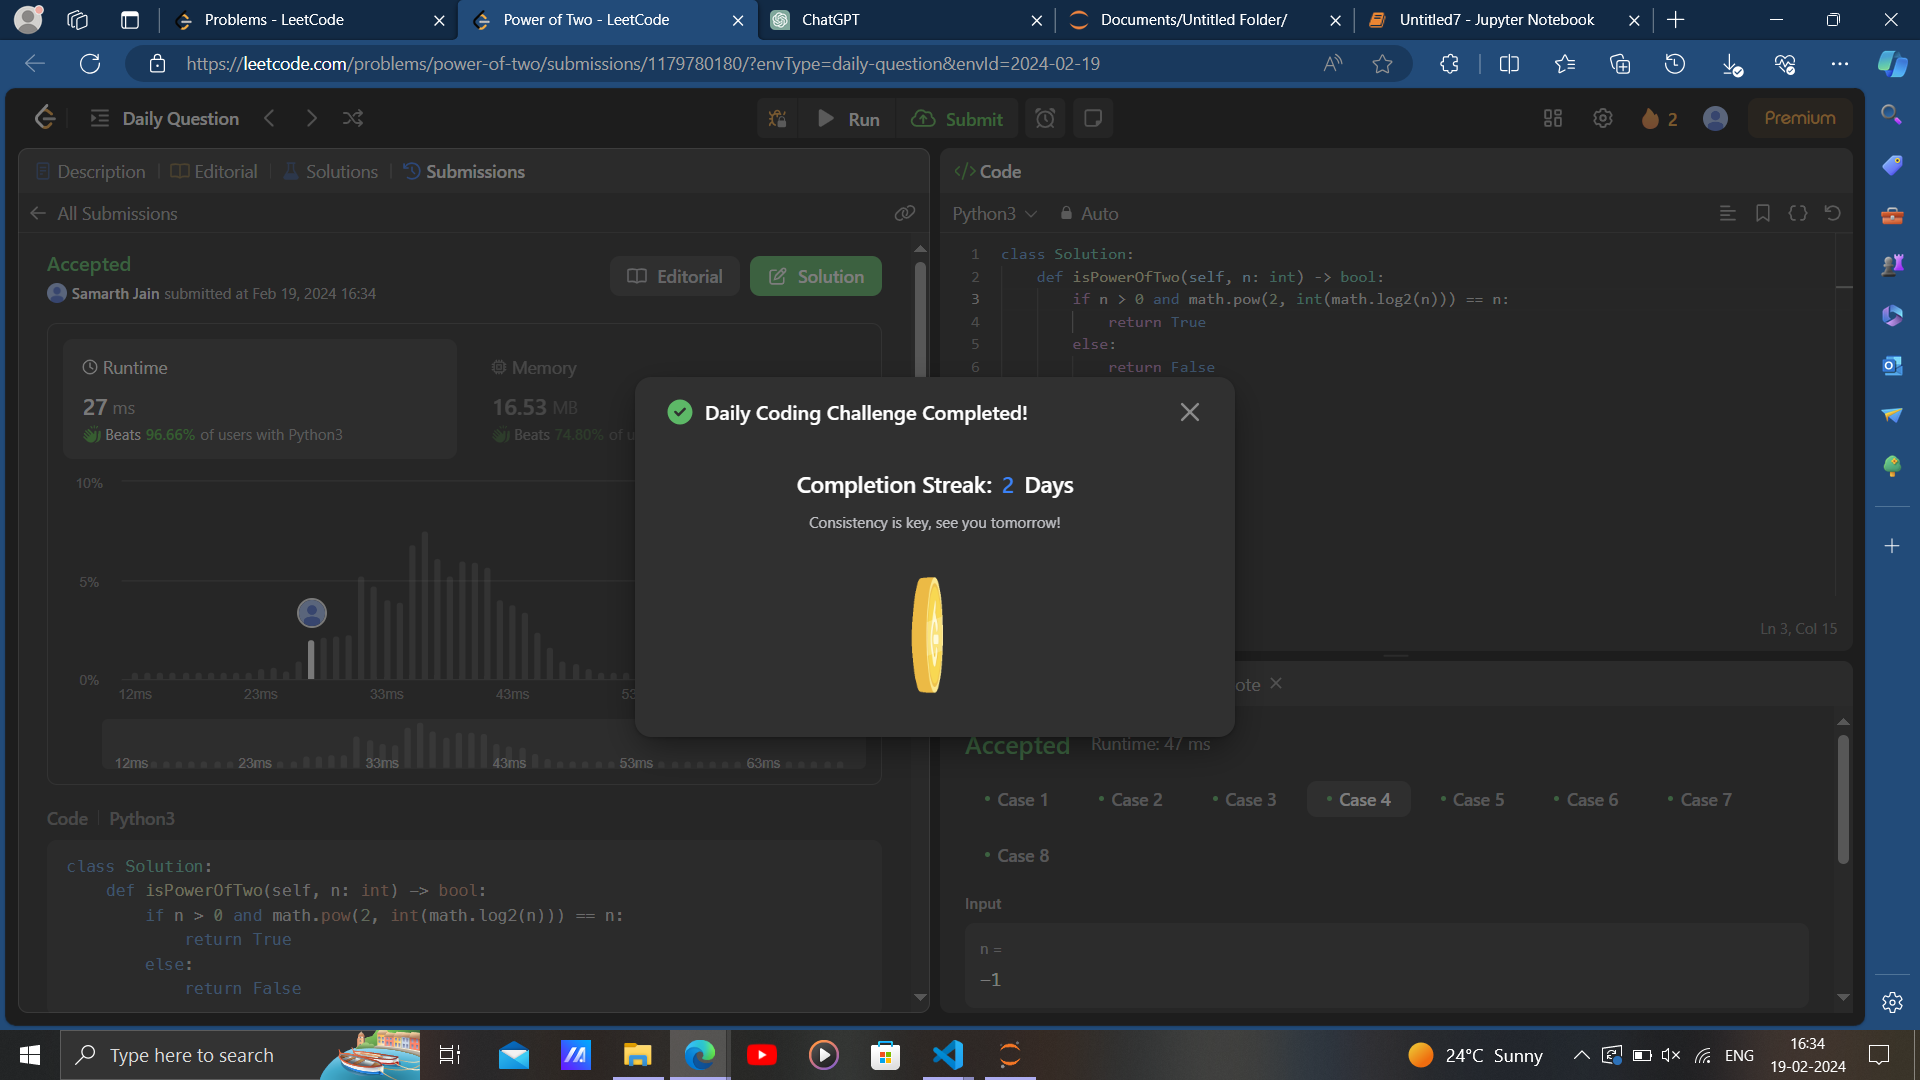 Problems - LeetCode
Power of Two - LeetCode
ChatGPT
Documents/Untitled Folder/
Untitled7 - Jupyter Notebook
https://leetcode.com/problems/power-of-two/submissions/1179780180/?envType=daily-question&envId=2024-02-19
Daily Question
Run
Submit
2
Premium
Description
Editorial
Solutions
Submissions
All Submissions
Accepted
Samarth Jain submitted at Feb 19, 2024 16:34
Editorial
Solution
Runtime
27 ms
Beats 96.66% of users with Python3
Memory
16.53 MB
Beats 74.80% of u
10%
5%
0%
12ms
23ms
33ms
43ms
53
12ms
23ms
33ms
43ms
53ms
63ms
Code
Python3
class Solution:
def isPowerOfTwo(self, n: int) -> bool:
if n > 0 and math.pow(2, int(math.log2(n))) == n:
return True
else:
return False
Code
Python3
Auto
1 class Solution:
2 def isPowerOfTwo(self, n: int) -> bool:
3 if n > 0 and math.pow(2, int(math.log2(n))) == n:
4 return True
5 else:
6 return False
Ln 3, Col 15
Daily Coding Challenge Completed!
Completion Streak: 2 Days
Consistency is key, see you tomorrow!
ote
Accepted
Runtime: 47 ms
Case 1
Case 2
Case 3
Case 4
Case 5
Case 6
Case 7
Case 8
Input
n =
-1
Type here to search
24°C Sunny
ENG
16:34
19-02-2024